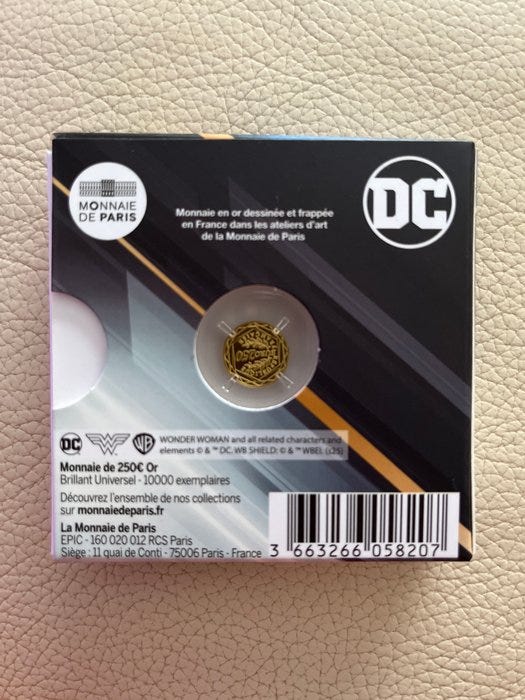 MONNAIE
DE PARIS
DC
Monnaie en or dessinée et frappée
en France dans les ateliers d'art
de la Monnaie de Paris
DC
W
WB
WONDER WOMAN and all related characters and
elements © & ™ DC. WB SHIELD: © & ™ WBEI. (s25)
Monnaie de 250€ Or
Brillant Universel - 10000 exemplaires
Découvrez l'ensemble de nos collections
sur monnaiedeparis.fr
La Monnaie de Paris
EPIC - 160 020 012 RCS Paris
Siège : 11 quai de Conti - 75006 Paris - France
3 663266 058207